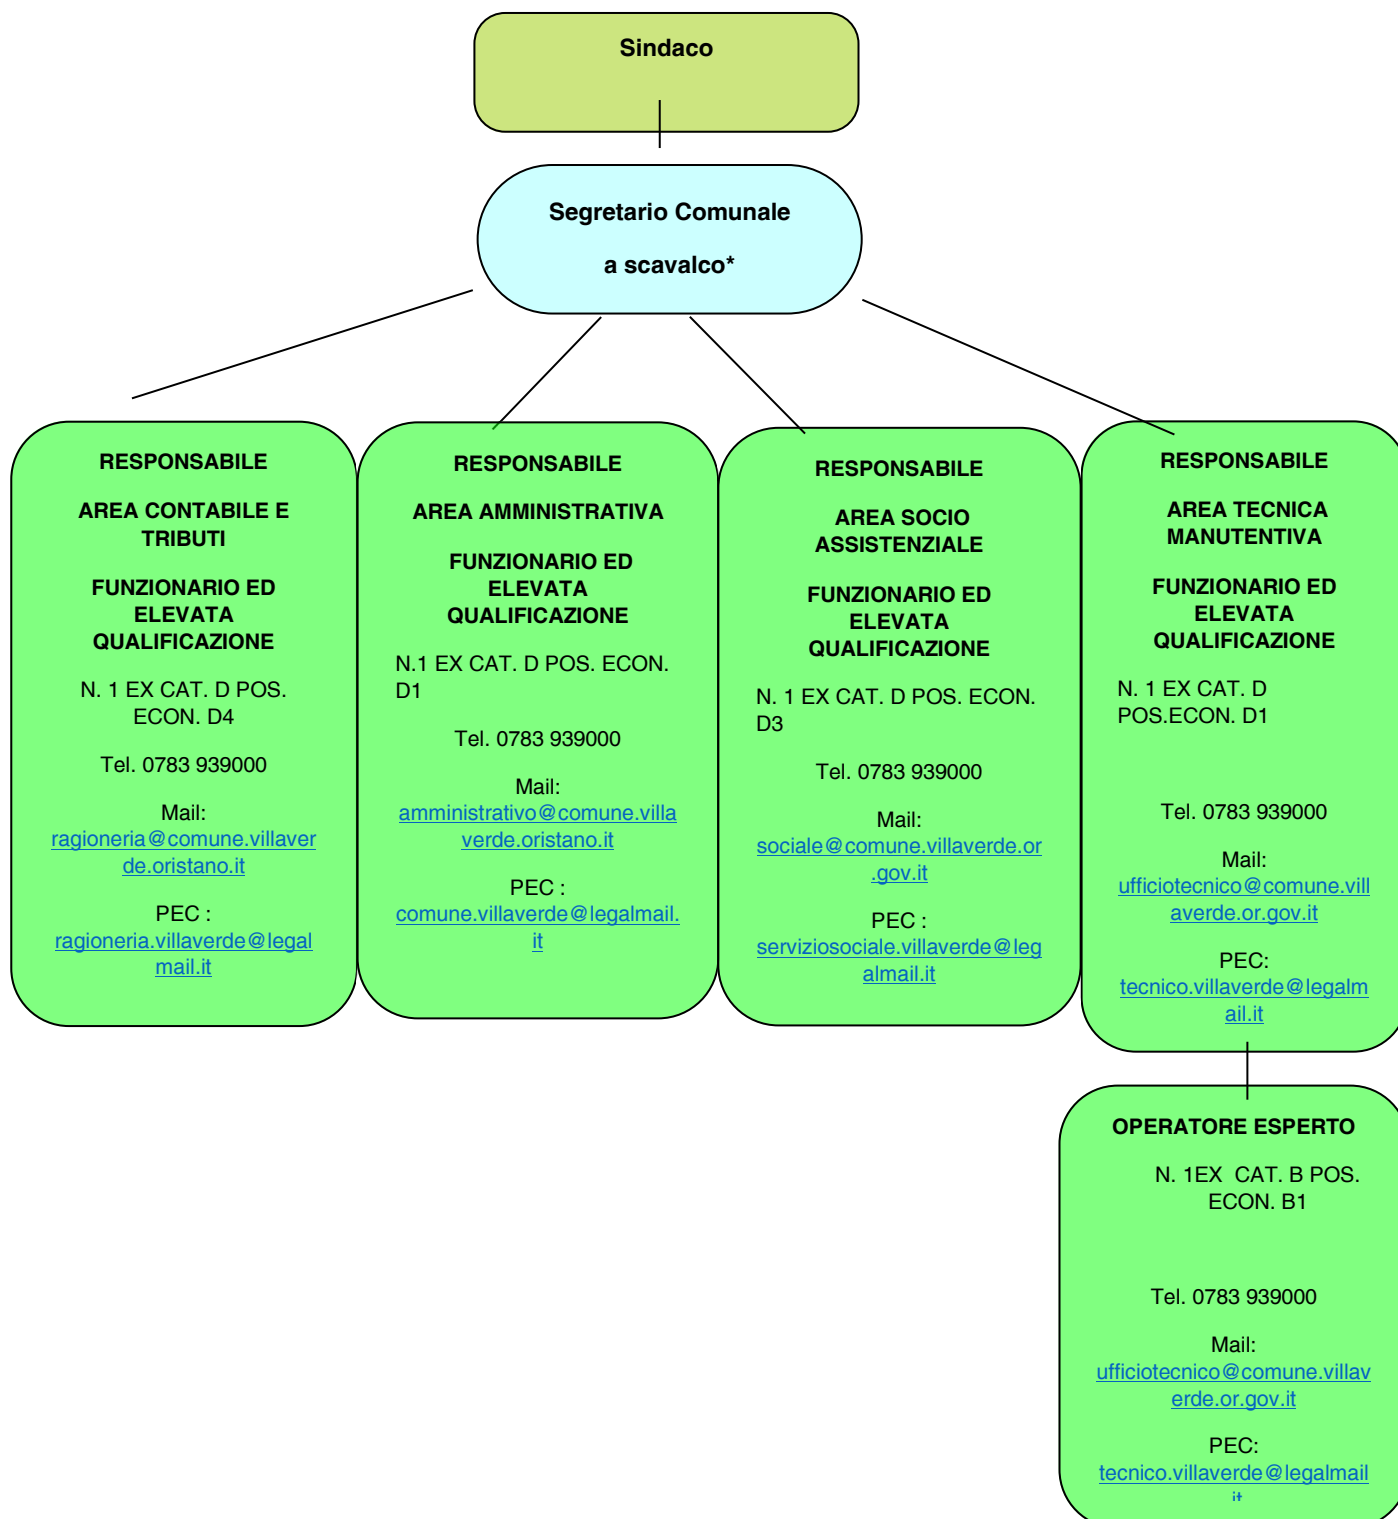 Sindaco
Segretario Comunale
a scavalco*
RESPONSABILE
AREA CONTABILE E
TRIBUTI
FUNZIONARIO ED
ELEVATA
QUALIFICAZIONE
N. 1 EX CAT. D POS.
ECON. D4
Tel. 0783 939000
Mail:
ragioneria@comune.villaver
de.oristano.it
PEC :
ragioneria.villaverde@legal
mail.it
RESPONSABILE
AREA AMMINISTRATIVA
FUNZIONARIO ED
ELEVATA
QUALIFICAZIONE
N.1 EX CAT. D POS. ECON.
D1
Tel. 0783 939000
Mail:
amministrativo@comune.villa
verde.oristano.it
PEC :
comune.villaverde@legalmail.
it
RESPONSABILE
AREA SOCIO
ASSISTENZIALE
FUNZIONARIO ED
ELEVATA
QUALIFICAZIONE
N. 1 EX CAT. D POS. ECON.
D3
Tel. 0783 939000
Mail:
sociale@comune.villaverde.or
.gov.it
PEC :
serviziosociale.villaverde@leg
almail.it
RESPONSABILE
AREA TECNICA
MANUTENTIVA
FUNZIONARIO ED
ELEVATA
QUALIFICAZIONE
N. 1 EX CAT. D
POS.ECON. D1
Tel. 0783 939000
Mail:
ufficiotecnico@comune.vill
averde.or.gov.it
PEC:
tecnico.villaverde@legalm
ail.it
OPERATORE ESPERTO
N. 1EX  CAT. B POS.
ECON. B1
Tel. 0783 939000
Mail:
ufficiotecnico@comune.villav
erde.or.gov.it
PEC:
tecnico.villaverde@legalmail